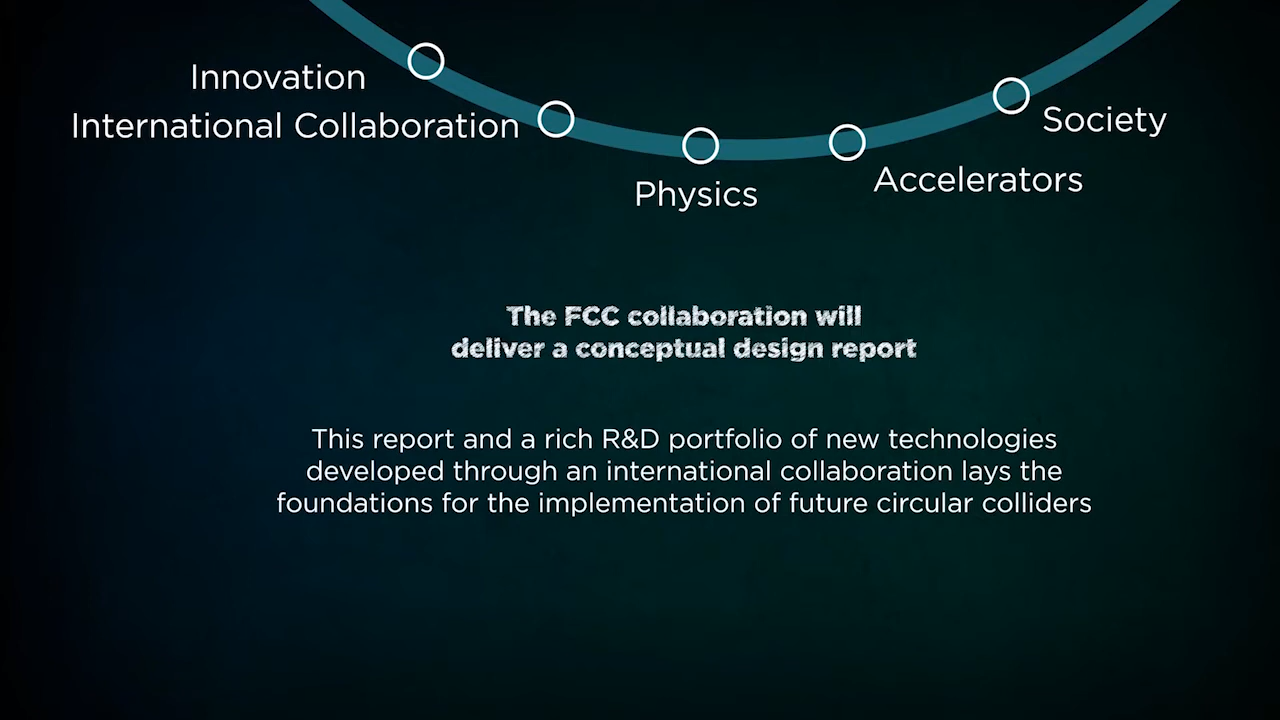 Innovation
International Collaboration
Physics
Accelerators
Society
The FCC collaboration will
deliver a conceptual design report
This report and a rich R&D portfolio of new technologies
developed through an international collaboration lays the
foundations for the implementation of future circular colliders